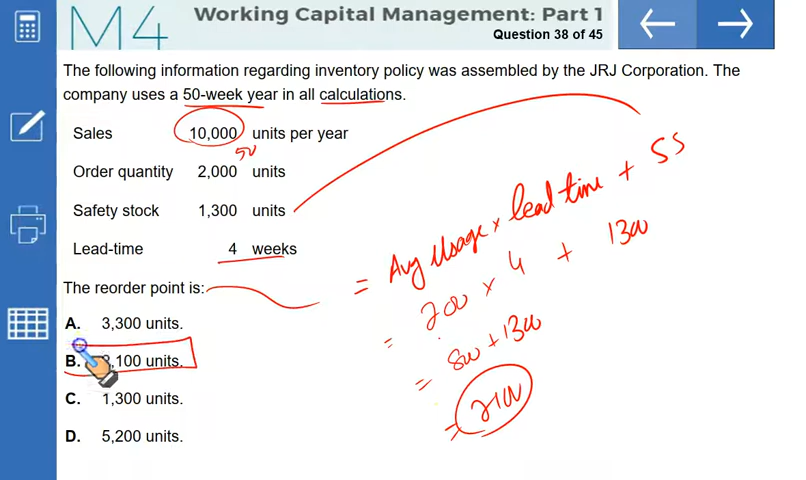 M4
Working Capital Management: Part 1
Question 38 of 45
The following information regarding inventory policy was assembled by the JRJ Corporation. The
company uses a 50-week year in all calculations.
Sales 10,000 units per year
50
Order quantity 2,000 units
Safety stock 1,300 units
Lead-time 4 weeks
The reorder point is:
A. 3,300 units.
B. ,100 units.
C. 1,300 units.
D. 5,200 units.
= Avg Usage × lead time + SS
= 200 × 4 + 1300
= 800 + 1300
= 2100